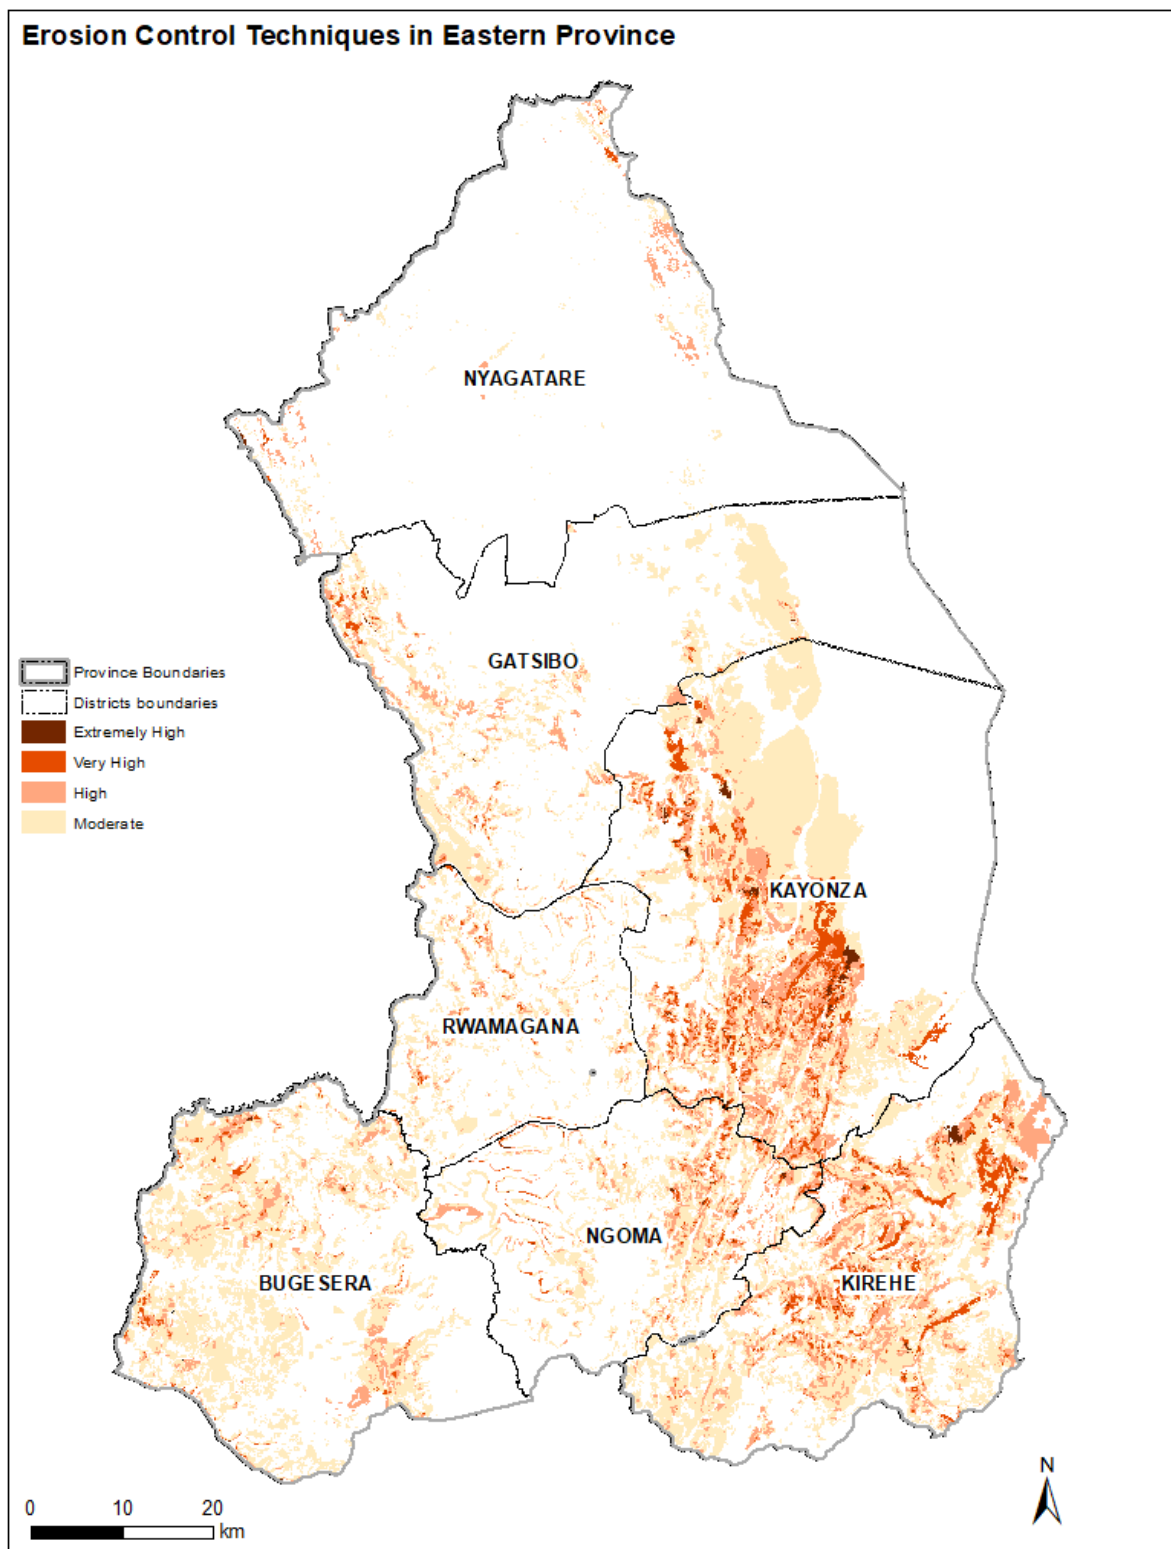 Erosion Control Techniques in Eastern Province
NYAGATARE
GATSIBO
Province Boundaries
Districts boundaries
Extremely High
Very High
High
Moderate
KAYONZA
RWAMAGANA
NGOMA
BUGESERA
KIREHE
N
0 10 20
km